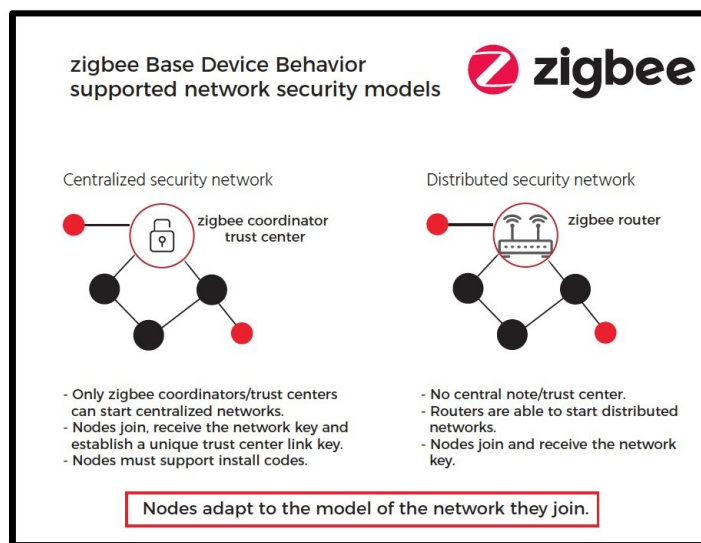 zigbee Base Device Behavior
supported network security models
zigbee
Centralized security network
zigbee coordinator
trust center
- Only zigbee coordinators/trust centers
can start centralized networks.
- Nodes join, receive the network key and
establish a unique trust center link key.
- Nodes must support install codes.
Distributed security network
zigbee router
- No central note/trust center.
- Routers are able to start distributed
networks.
- Nodes join and receive the network
key.
Nodes adapt to the model of the network they join.